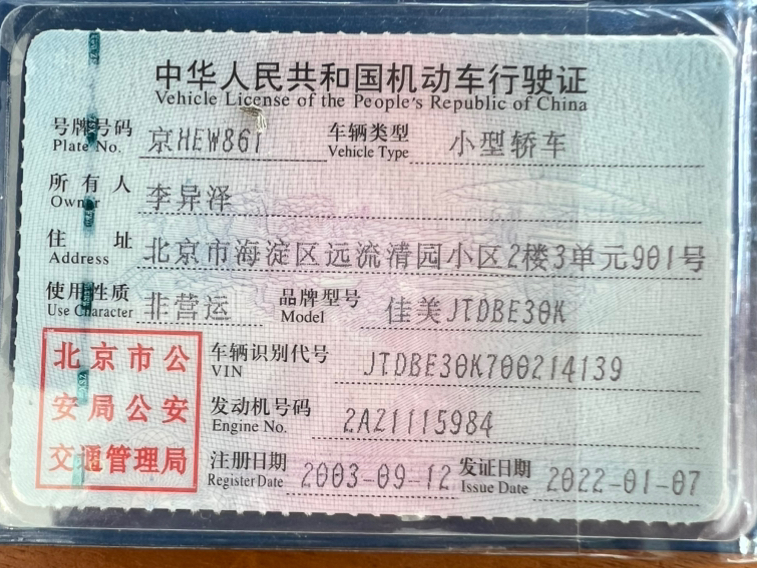 中华人民共和国机动车行驶证
Vehicle License of the People's Republic of China
号牌号码 京HEW861 车辆类型 小型轿车
Plate No. Vehicle Type
所有人 李异泽
Owner
住址 北京市海淀区远流清园小区2楼3单元901号
Address
使用性质 非营运 品牌型号 佳美JTDBE30K
Use Character Model
北京市公安局公安交通管理局
车辆识别代号 JTDBE30K700214139
VIN
发动机号码 2AZ1115984
Engine No.
注册日期 2003-09-12 发证日期 2022-01-07
Register Date Issue Date